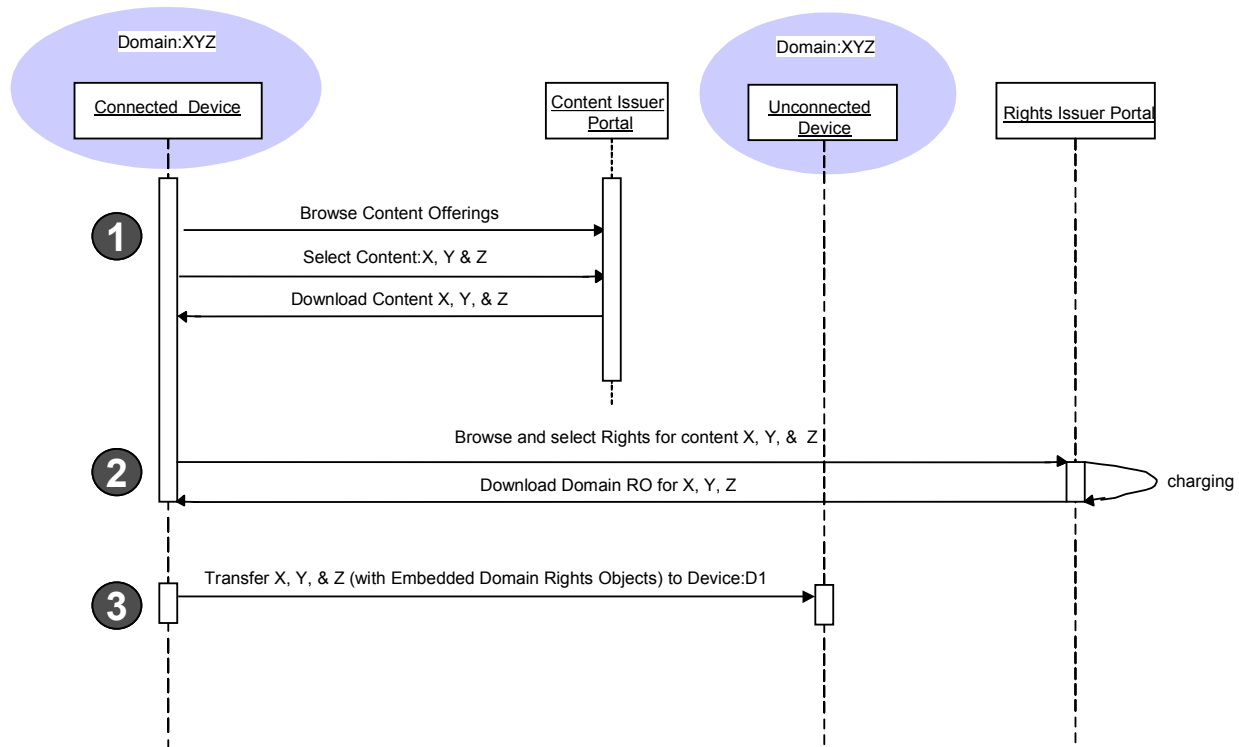 Domain:XYZ
Domain:XYZ
Connected Device
Content Issuer
Portal
Unconnected
Device
Rights Issuer Portal
1
Browse Content Offerings
Select Content:X, Y & Z
Download Content X, Y, & Z
2
Browse and select Rights for content X, Y, & Z
Download Domain RO for X, Y, Z
charging
3
Transfer X, Y, & Z (with Embedded Domain Rights Objects) to Device:D1